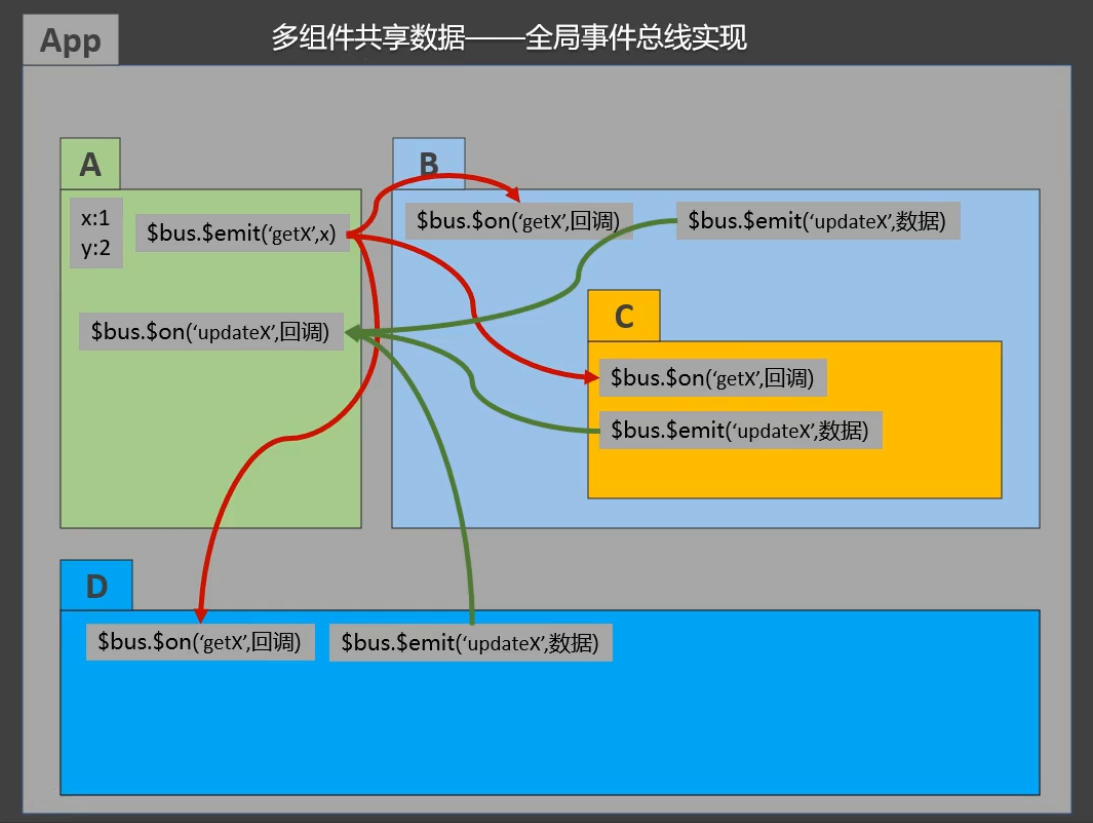 App
多组件共享数据——全局事件总线实现
A
B
x:1
y:2
$bus.$emit(‘getX’,x)
$bus.$on(‘getX’,回调)
$bus.$emit(‘updateX’,数据)
$bus.$on(‘updateX’,回调)
C
$bus.$on(‘getX’,回调)
$bus.$emit(‘updateX’,数据)
D
$bus.$on(‘getX’,回调)
$bus.$emit(‘updateX’,数据)